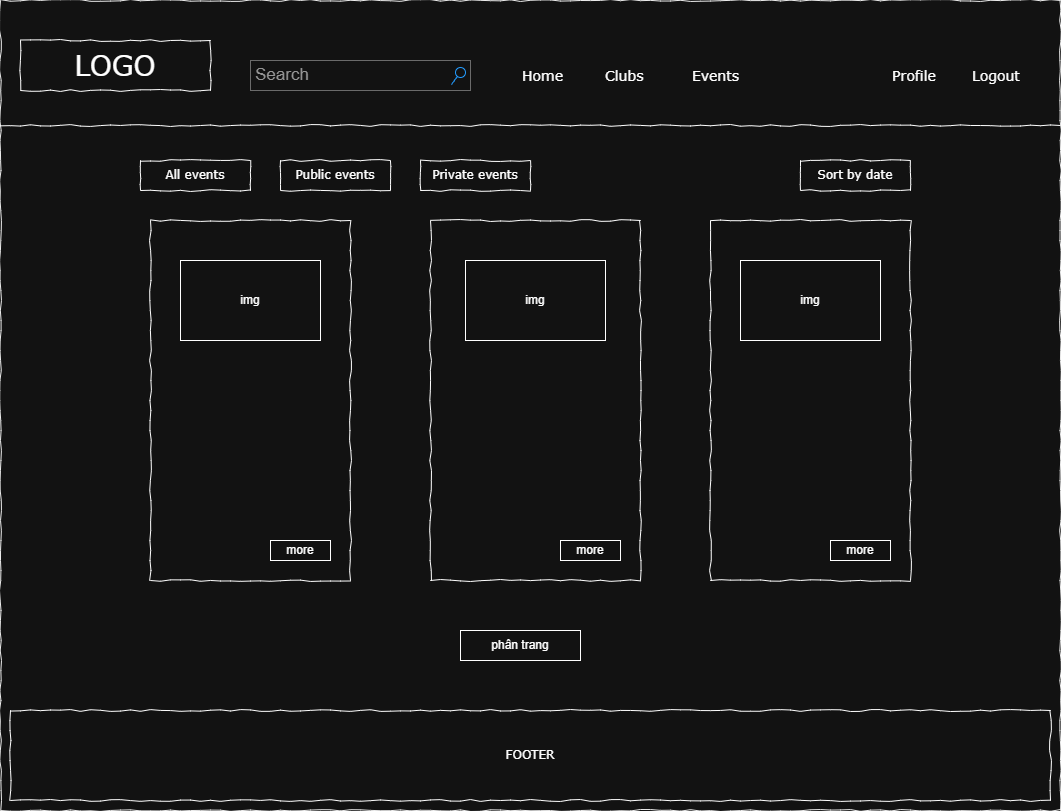 LOGO
Search
Home
Clubs
Events
Profile
Logout
All events
Public events
Private events
Sort by date
img
img
img
more
more
more
phân trang
FOOTER